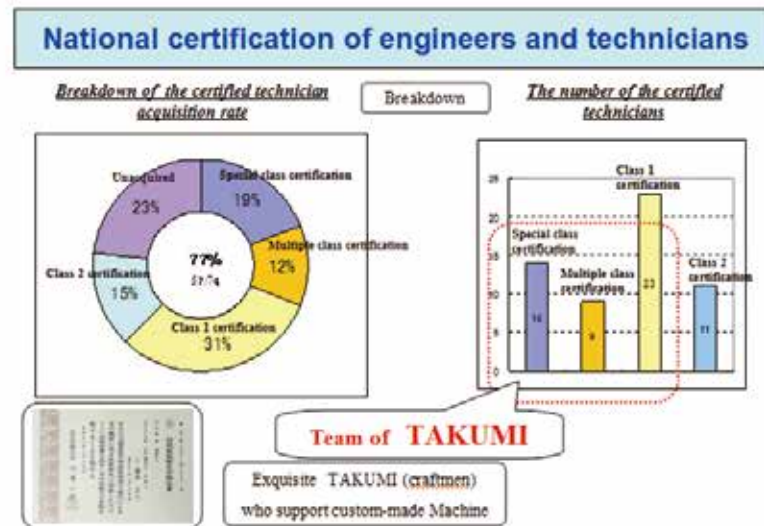 National certification of engineers and technicians
Breakdown of the certified technician
acquisition rate
Breakdown
The number of the certified
technicians
Unacquired
23%
Special class certification
19%
Multiple class certification
12%
Class 1 certification
31%
Class 2 certification
15%
77%
25
20
15
10
5
0
Special class
certification
Multiple class
certification
9
Class 1
certification
23
Class 2
certification
11
Team of TAKUMI
Exquisite TAKUMI (craftmen)
who support custom-made Machine